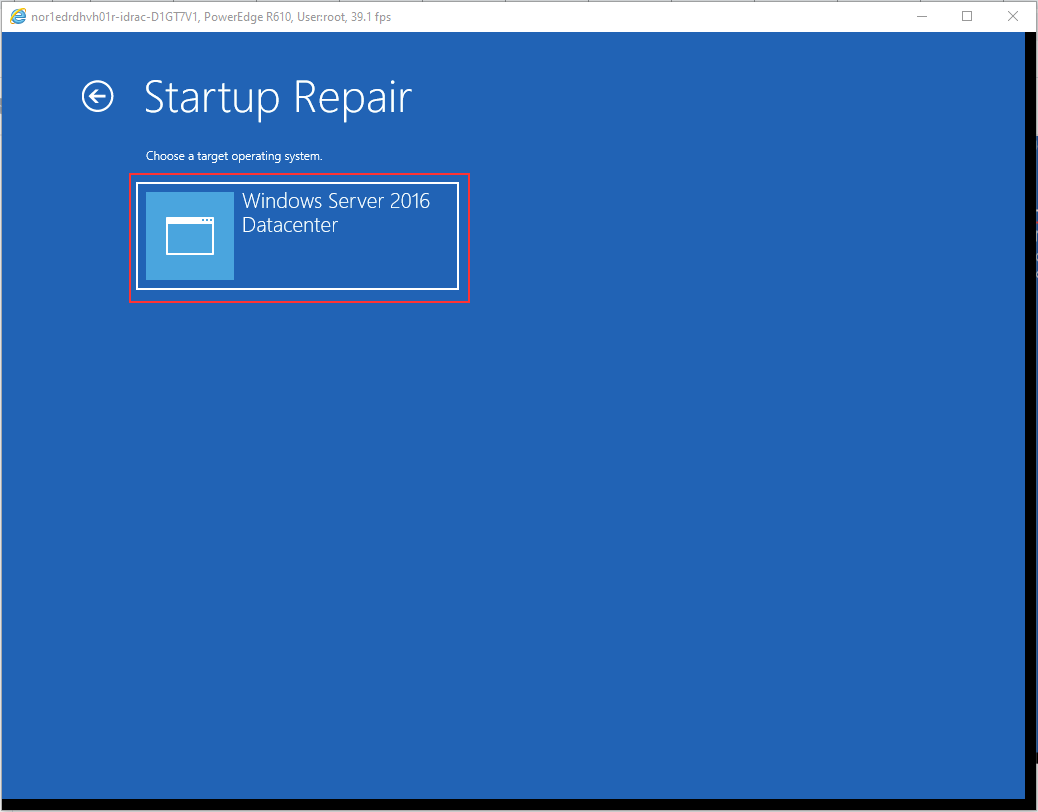 nor1edrdhvh01r-idrac-D1GT7V1, PowerEdge R610, User:root, 39.1 fps
Startup Repair
Choose a target operating system.
Windows Server 2016
Datacenter